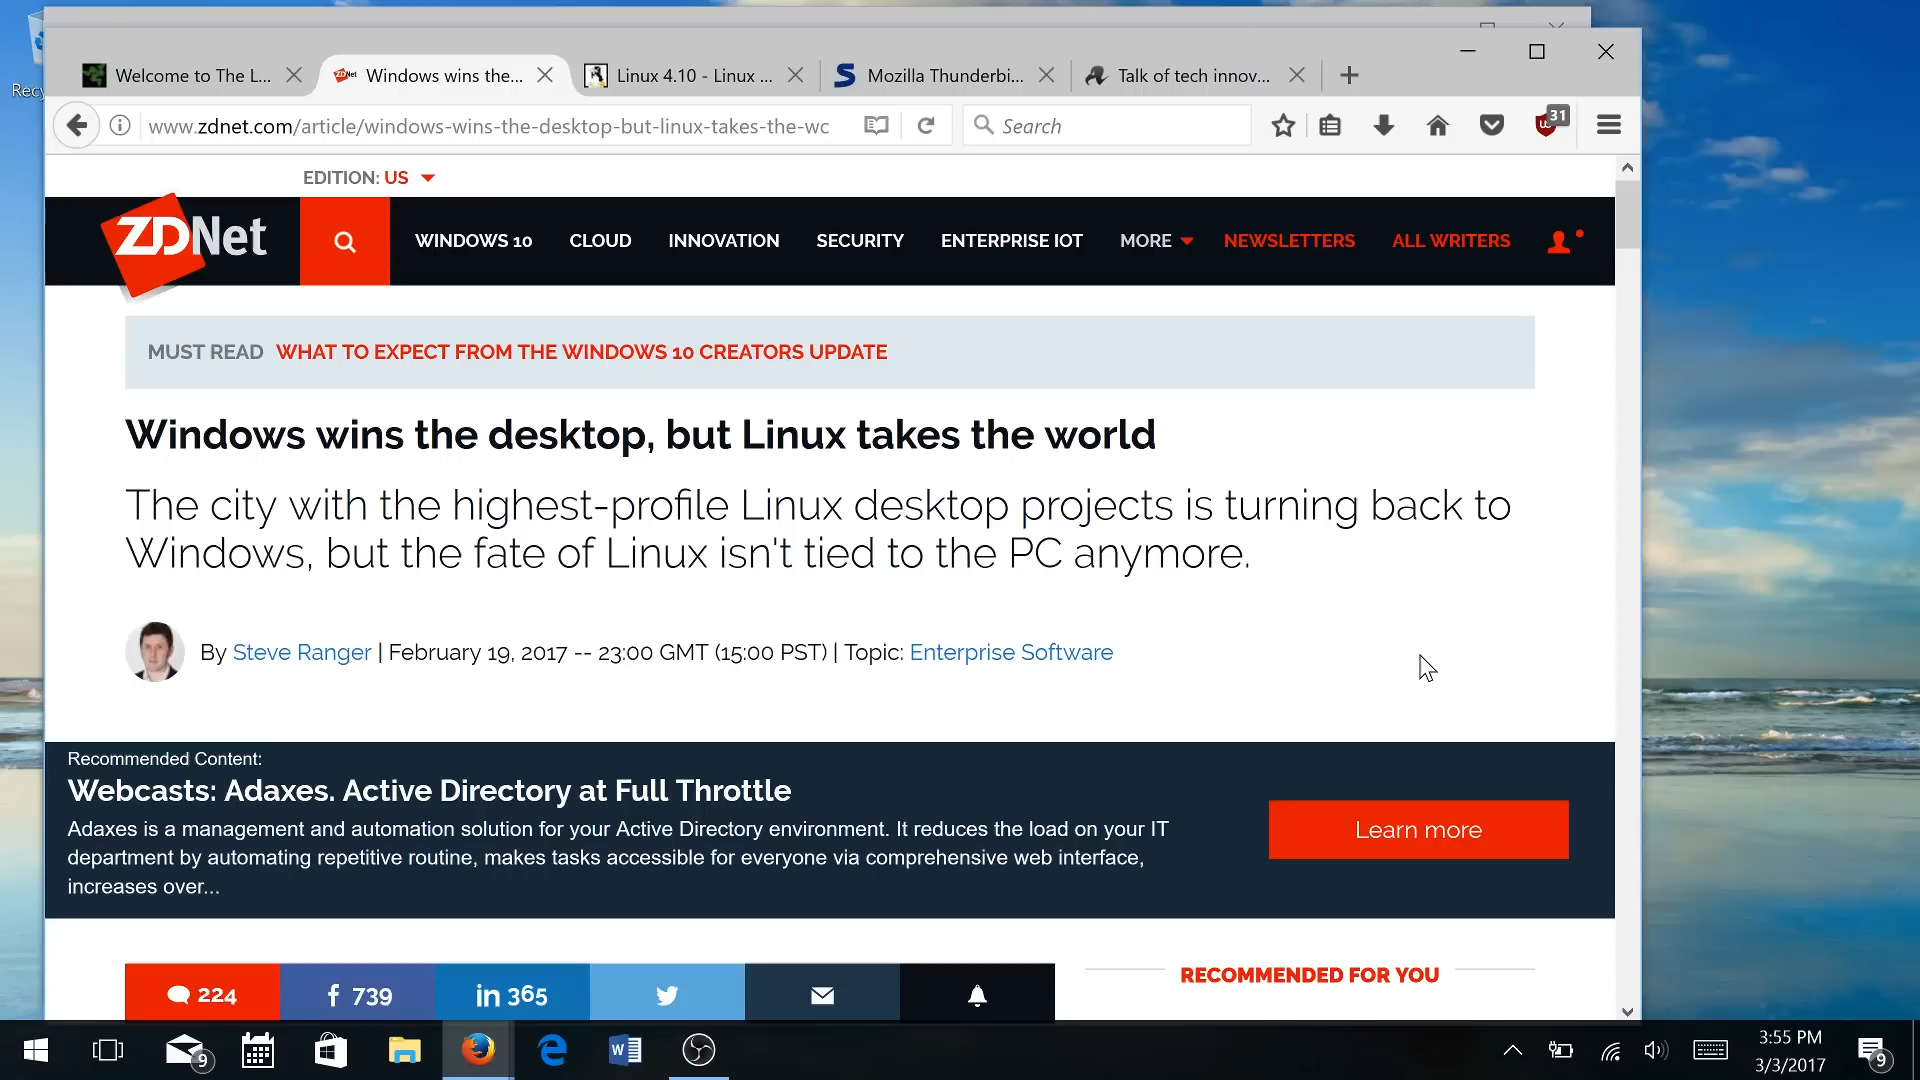 Recy
Welcome to The L...
Windows wins the...
Linux 4.10 - Linux ...
Mozilla Thunderbi...
Talk of tech innov...
www.zdnet.com/article/windows-wins-the-desktop-but-linux-takes-the-wc
Search
31
EDITION: US
ZDNet
WINDOWS 10
CLOUD
INNOVATION
SECURITY
ENTERPRISE IOT
MORE
NEWSLETTERS
ALL WRITERS
MUST READ WHAT TO EXPECT FROM THE WINDOWS 10 CREATORS UPDATE
Windows wins the desktop, but Linux takes the world
The city with the highest-profile Linux desktop projects is turning back to
Windows, but the fate of Linux isn't tied to the PC anymore.
By Steve Ranger | February 19, 2017 -- 23:00 GMT (15:00 PST) | Topic: Enterprise Software
Recommended Content:
Webcasts: Adaxes. Active Directory at Full Throttle
Adaxes is a management and automation solution for your Active Directory environment. It reduces the load on your IT
department by automating repetitive routine, makes tasks accessible for everyone via comprehensive web interface,
increases over...
Learn more
224
739
in 365
RECOMMENDED FOR YOU
9
3:55 PM
3/3/2017
9